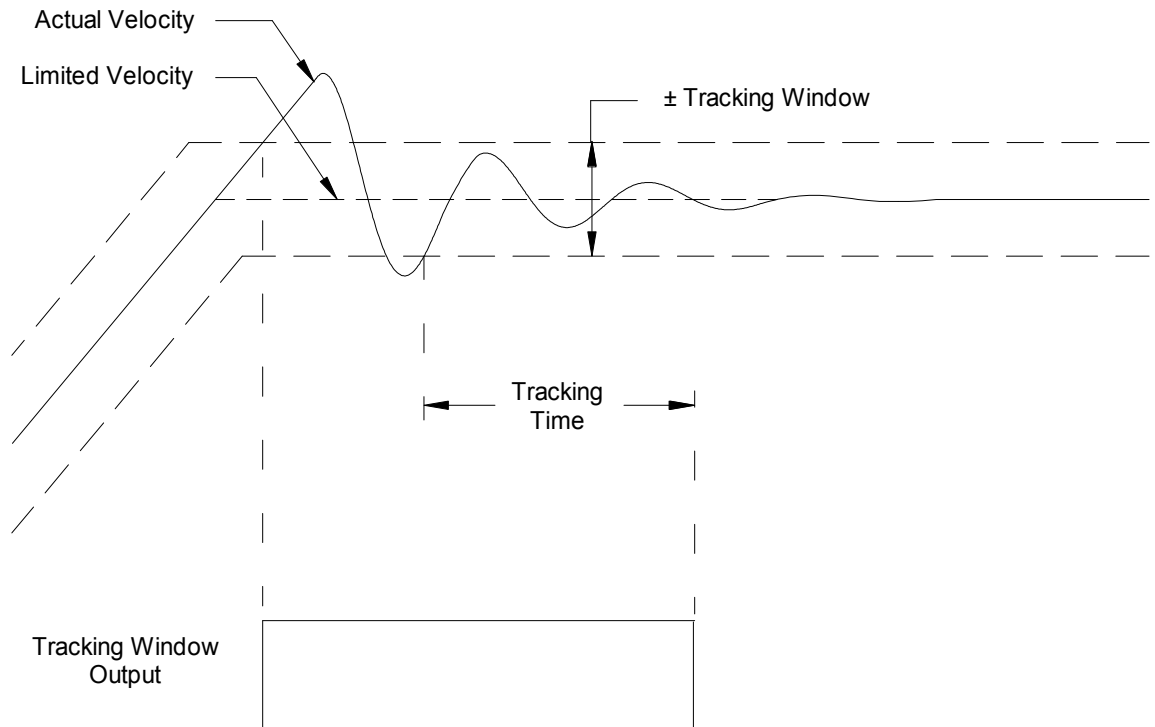 Actual Velocity
Limited Velocity
± Tracking Window
Tracking
Time
Tracking Window
Output